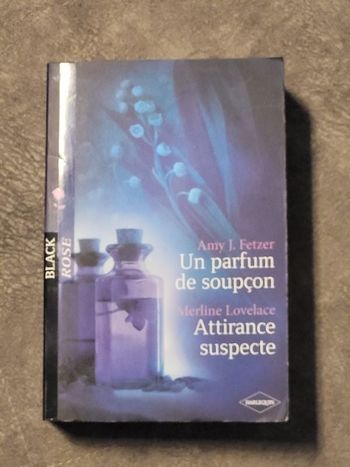 BLACK
ROSE
Amy J. Fetzer
Un parfum
de soupçon
Merline Lovelace
Attirance
suspecte
HARLEQUIN